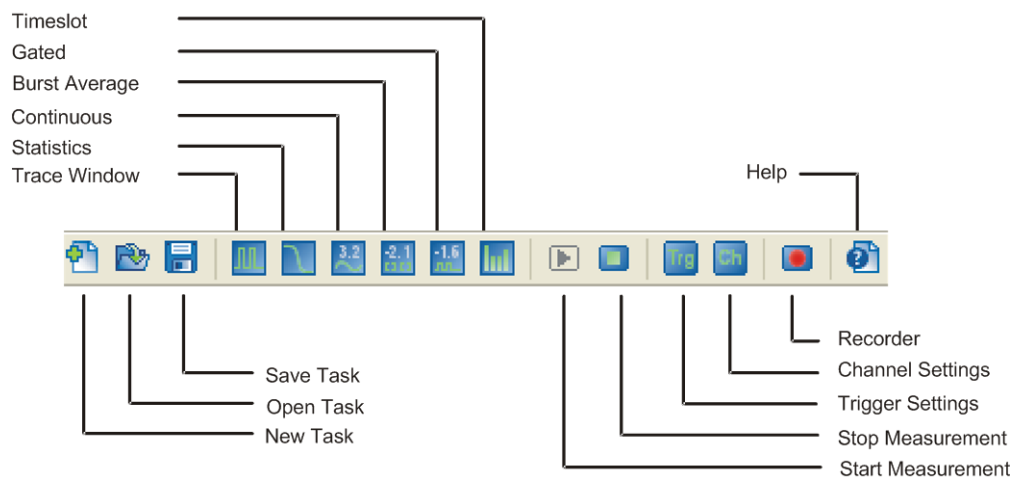 Timeslot
Gated
Burst Average
Continuous
Statistics
Trace Window
Help
3.2
-2.1
-1.6
Trg
Ch
?
Save Task
Open Task
New Task
Recorder
Channel Settings
Trigger Settings
Stop Measurement
Start Measurement